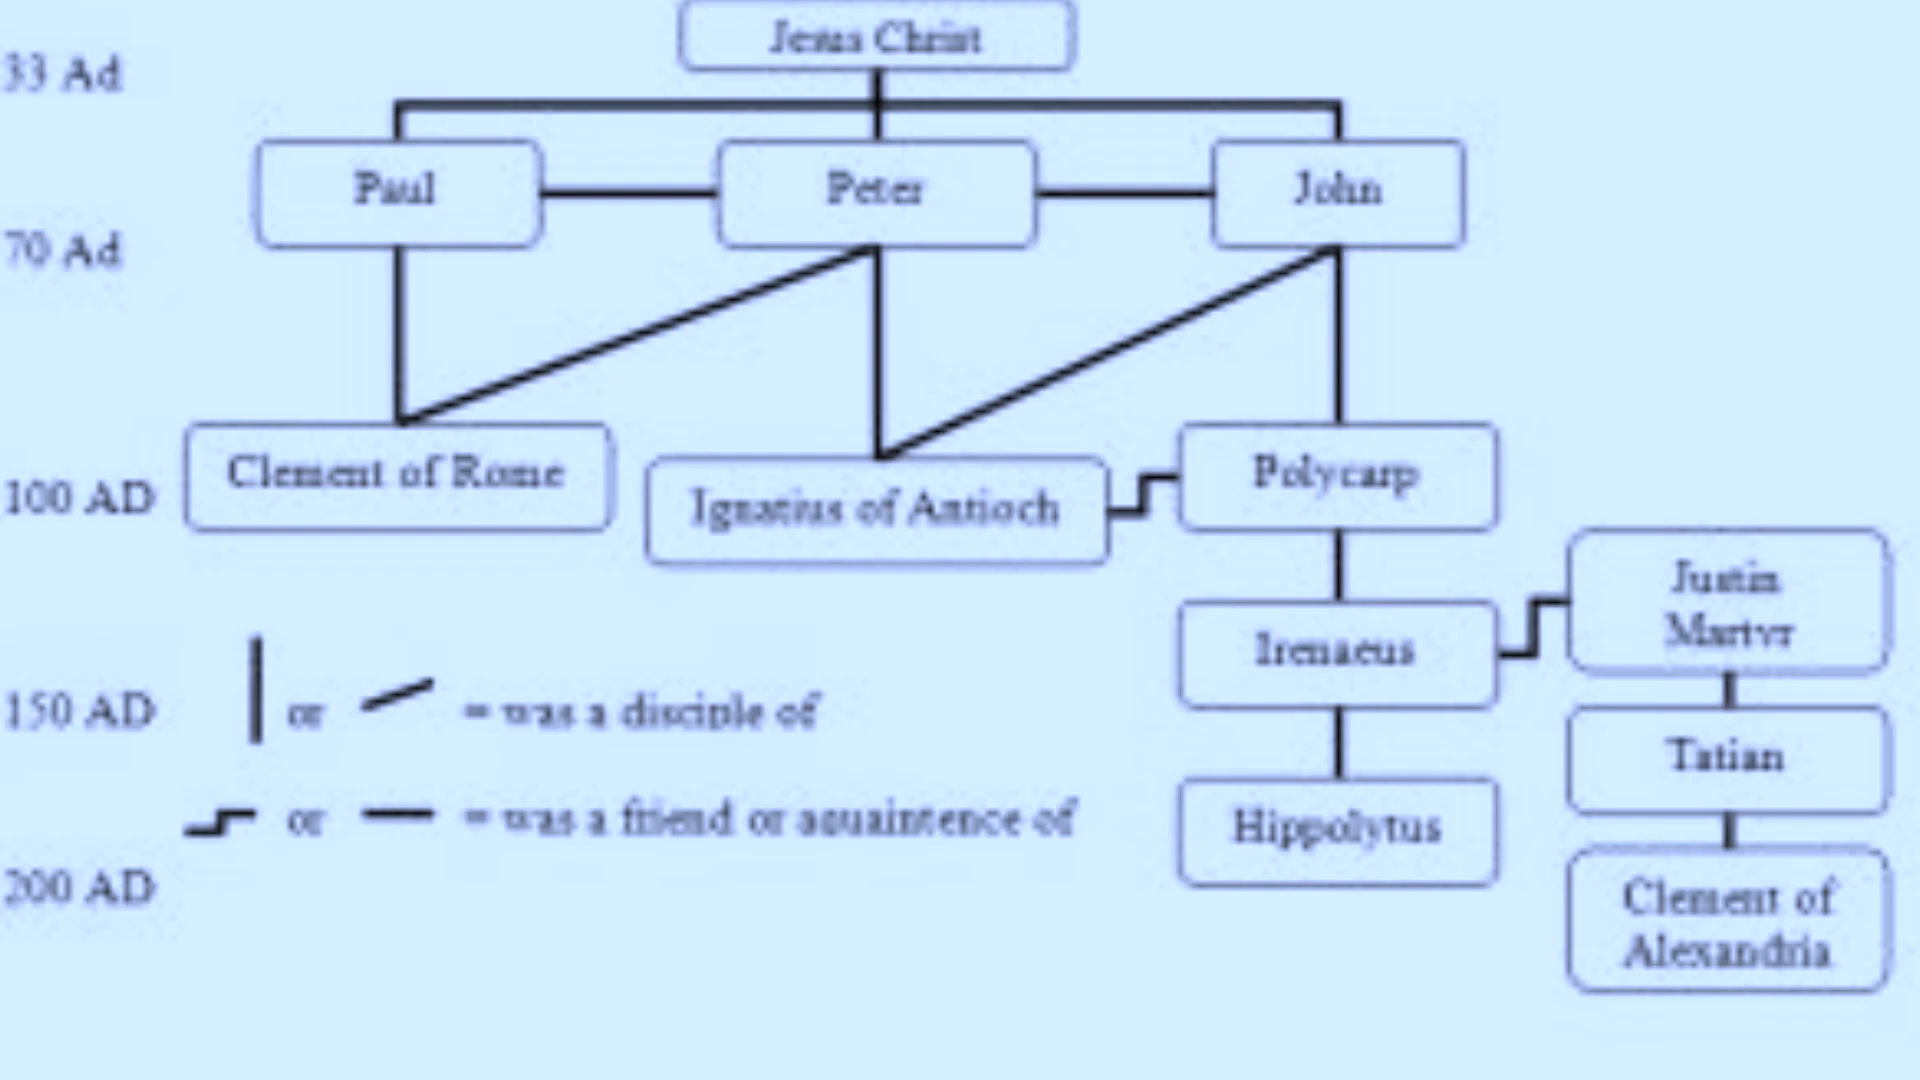 Jesus Christ
33 Ad
Paul
Peter
John
70 Ad
Clement of Rome
Polycarp
100 AD
Ignatius of Antioch
Justin
Martyr
Irenaeus
150 AD
or
= was a disciple of
Tatian
or
= was a friend or aquaintence of
Hippolytus
200 AD
Clement of
Alexandria